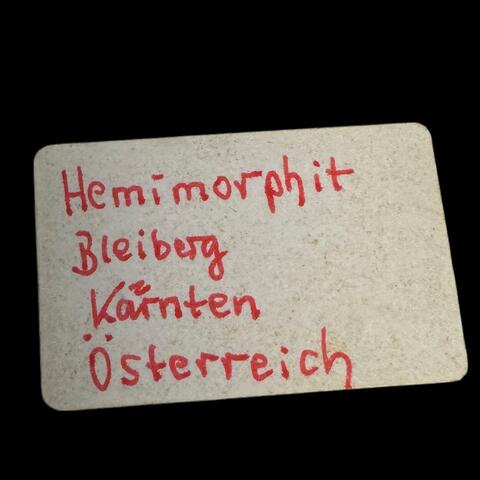 Hemimorphit
Bleiberg
Kärnten
Österreich